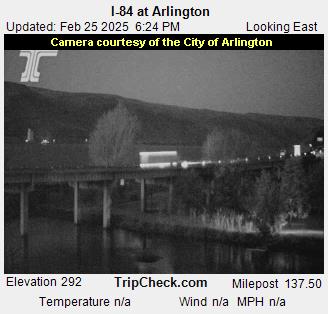 I-84 at Arlington
Updated: Feb 25 2025 6:24 PM Looking East
Camera courtesy of the City of Arlington
Elevation 292 TripCheck.com Milepost 137.50
Temperature n/a Wind n/a MPH n/a